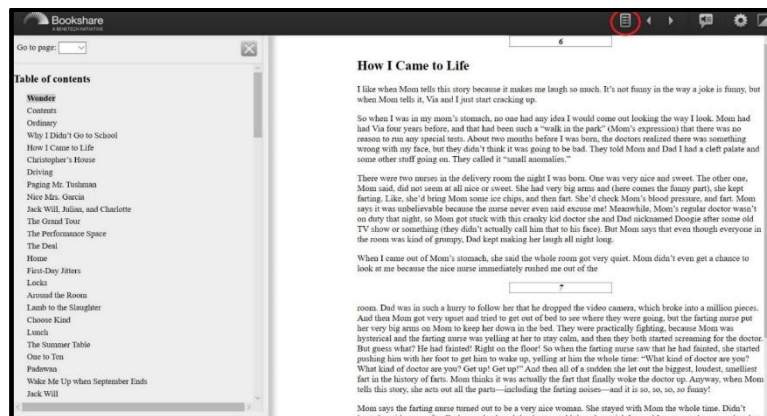 Bookshare
A BENETECH INITIATIVE
Go to page:
Table of contents
Wonder
Contents
Ordinary
Why I Didn't Go to School
How I Came to Life
Christopher's House
Driving
Paging Mr. Tushman
Nice Mrs. Garcia
Jack Will, Julian, and Charlotte
The Grand Tour
The Performance Space
The Deal
Home
First-Day Jitters
Locks
Around the Room
Lamb to the Slaughter
Choose Kind
Lunch
The Summer Table
One to Ten
Padawan
Wake Me Up when September Ends
Jack Will
6
How I Came to Life
I like when Mom tells this story because it makes me laugh so much. It's not funny in the way a joke is funny, but
when Mom tells it, Via and I just start cracking up.
So when I was in my mom's stomach, no one had any idea I would come out looking the way I look. Mom had
had Via four years before, and that had been such a “walk in the park” (Mom's expression) that there was no
reason to run any special tests. About two months before I was born, the doctors realized there was something
wrong with my face, but they didn't think it was going to be bad. They told Mom and Dad I had a cleft palate and
some other stuff going on. They called it “small anomalies.”
There were two nurses in the delivery room the night I was born. One was very nice and sweet. The other one,
Mom said, did not seem at all nice or sweet. She had very big arms and (here comes the funny part), she kept
farting. Like, she'd bring Mom some ice chips, and then fart. She'd check Mom's blood pressure, and fart. Mom
says it was unbelievable because the nurse never even said excuse me! Meanwhile, Mom's regular doctor wasn't
on duty that night, so Mom got stuck with this cranky kid doctor she and Dad nicknamed Doogie after some old
TV show or something (they didn't actually call him that to his face). But Mom says that even though everyone in
the room was kind of grumpy, Dad kept making her laugh all night long.
When I came out of Mom's stomach, she said the whole room got very quiet. Mom didn't even get a chance to
look at me because the nice nurse immediately rushed me out of the
7
room. Dad was in such a hurry to follow her that he dropped the video camera, which broke into a million pieces.
And then Mom got very upset and tried to get out of bed to see where they were going, but the farting nurse put
her very big arms on Mom to keep her down in the bed. They were practically fighting, because Mom was
hysterical and the farting nurse was yelling at her to stay calm, and then they both started screaming for the doctor.
But guess what? He had fainted! Right on the floor! So when the farting nurse saw that he had fainted, she started
pushing him with her foot to get him to wake up, yelling at him the whole time: “What kind of doctor are you?
What kind of doctor are you? Get up! Get up!” And then all of a sudden she let out the biggest, loudest, smelliest
fart in the history of farts. Mom thinks it was actually the fart that finally woke the doctor up. Anyway, when Mom
tells this story, she acts out all the parts—including the farting noises—and it is so, so, so, so funny!
Mom says the farting nurse turned out to be a very nice woman. She stayed with Mom the whole time. Didn't